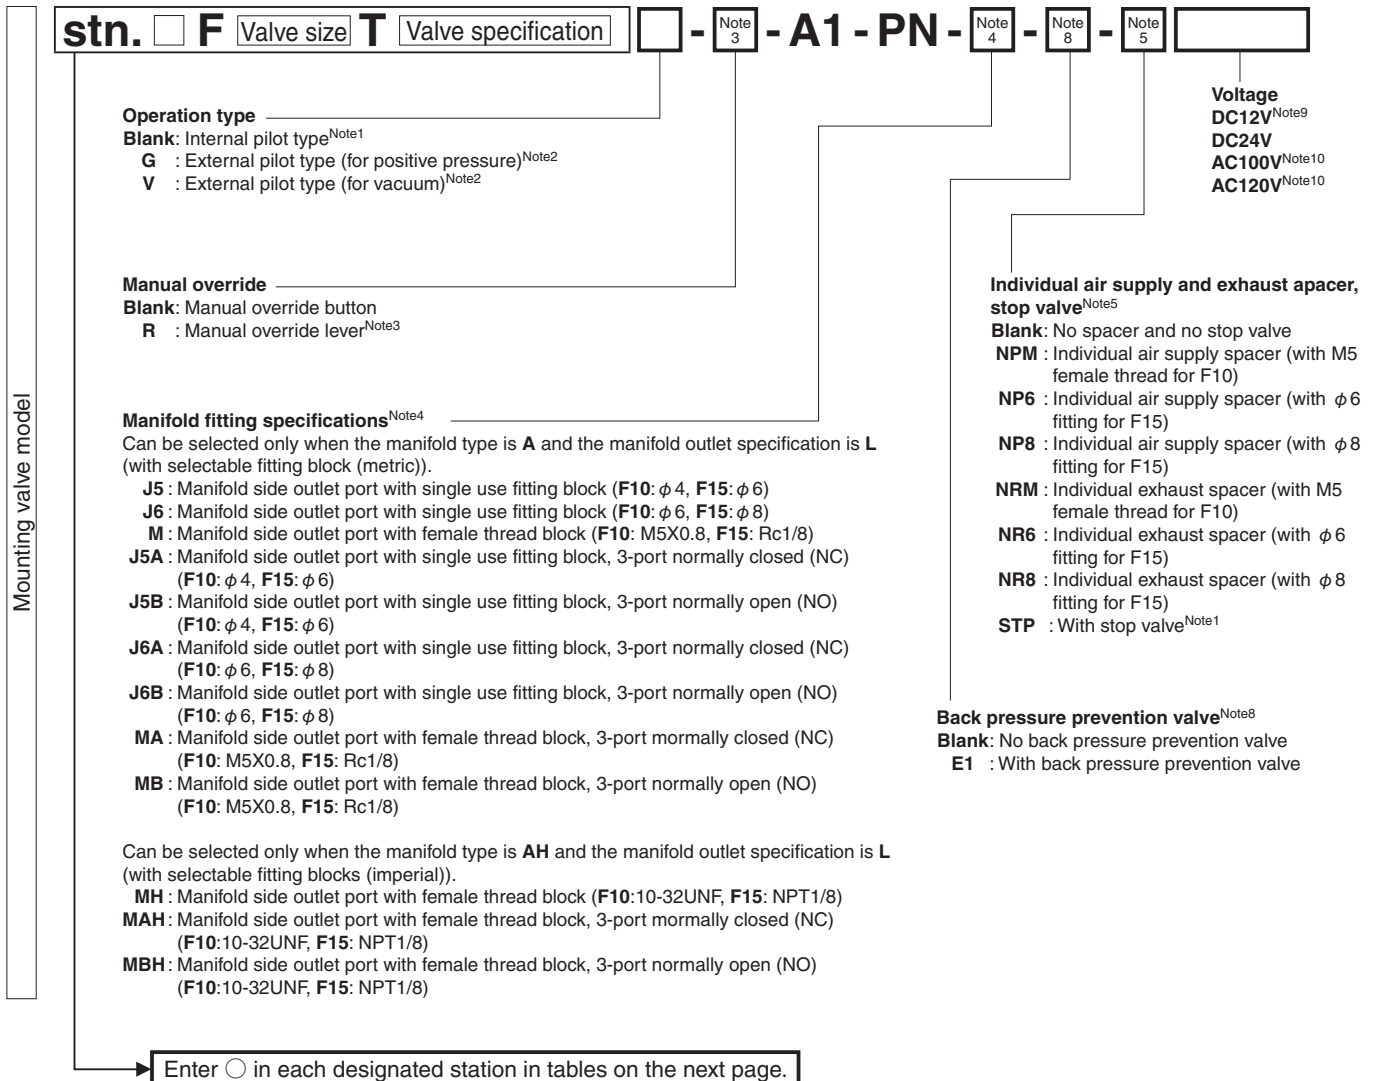 stn. □ F Valve size T Valve specification □ - Note 3 - A1 - PN - Note 4 - Note 8 - Note 5
Mounting valve model
Operation type
Blank: Internal pilot typeNote1
G : External pilot type (for positive pressure)Note2
V : External pilot type (for vacuum)Note2
Manual override
Blank: Manual override button
R : Manual override leverNote3
Manifold fitting specificationsNote4
Can be selected only when the manifold type is A and the manifold outlet specification is L
(with selectable fitting block (metric)).
J5 : Manifold side outlet port with single use fitting block (F10: φ4, F15: φ6)
J6 : Manifold side outlet port with single use fitting block (F10: φ6, F15: φ8)
M : Manifold side outlet port with female thread block (F10: M5X0.8, F15: Rc1/8)
J5A : Manifold side outlet port with single use fitting block, 3-port normally closed (NC)
(F10: φ4, F15: φ6)
J5B : Manifold side outlet port with single use fitting block, 3-port normally open (NO)
(F10: φ4, F15: φ6)
J6A : Manifold side outlet port with single use fitting block, 3-port normally closed (NC)
(F10: φ6, F15: φ8)
J6B : Manifold side outlet port with single use fitting block, 3-port normally open (NO)
(F10: φ6, F15: φ8)
MA : Manifold side outlet port with female thread block, 3-port mormally closed (NC)
(F10: M5X0.8, F15: Rc1/8)
MB : Manifold side outlet port with female thread block, 3-port normally open (NO)
(F10: M5X0.8, F15: Rc1/8)
Can be selected only when the manifold type is AH and the manifold outlet specification is L
(with selectable fitting blocks (imperial)).
MH : Manifold side outlet port with female thread block (F10:10-32UNF, F15: NPT1/8)
MAH : Manifold side outlet port with female thread block, 3-port mormally closed (NC)
(F10:10-32UNF, F15: NPT1/8)
MBH : Manifold side outlet port with female thread block, 3-port normally open (NO)
(F10:10-32UNF, F15: NPT1/8)
Voltage
DC12VNote9
DC24V
AC100VNote10
AC120VNote10
Individual air supply and exhaust apacer,
stop valveNote5
Blank: No spacer and no stop valve
NPM : Individual air supply spacer (with M5
female thread for F10)
NP6 : Individual air supply spacer (with φ6
fitting for F15)
NP8 : Individual air supply spacer (with φ8
fitting for F15)
NRM : Individual exhaust spacer (with M5
female thread for F10)
NR6 : Individual exhaust spacer (with φ6
fitting for F15)
NR8 : Individual exhaust spacer (with φ8
fitting for F15)
STP : With stop valveNote1
Back pressure prevention valveNote8
Blank: No back pressure prevention valve
E1 : With back pressure prevention valve
Enter ○ in each designated station in tables on the next page.